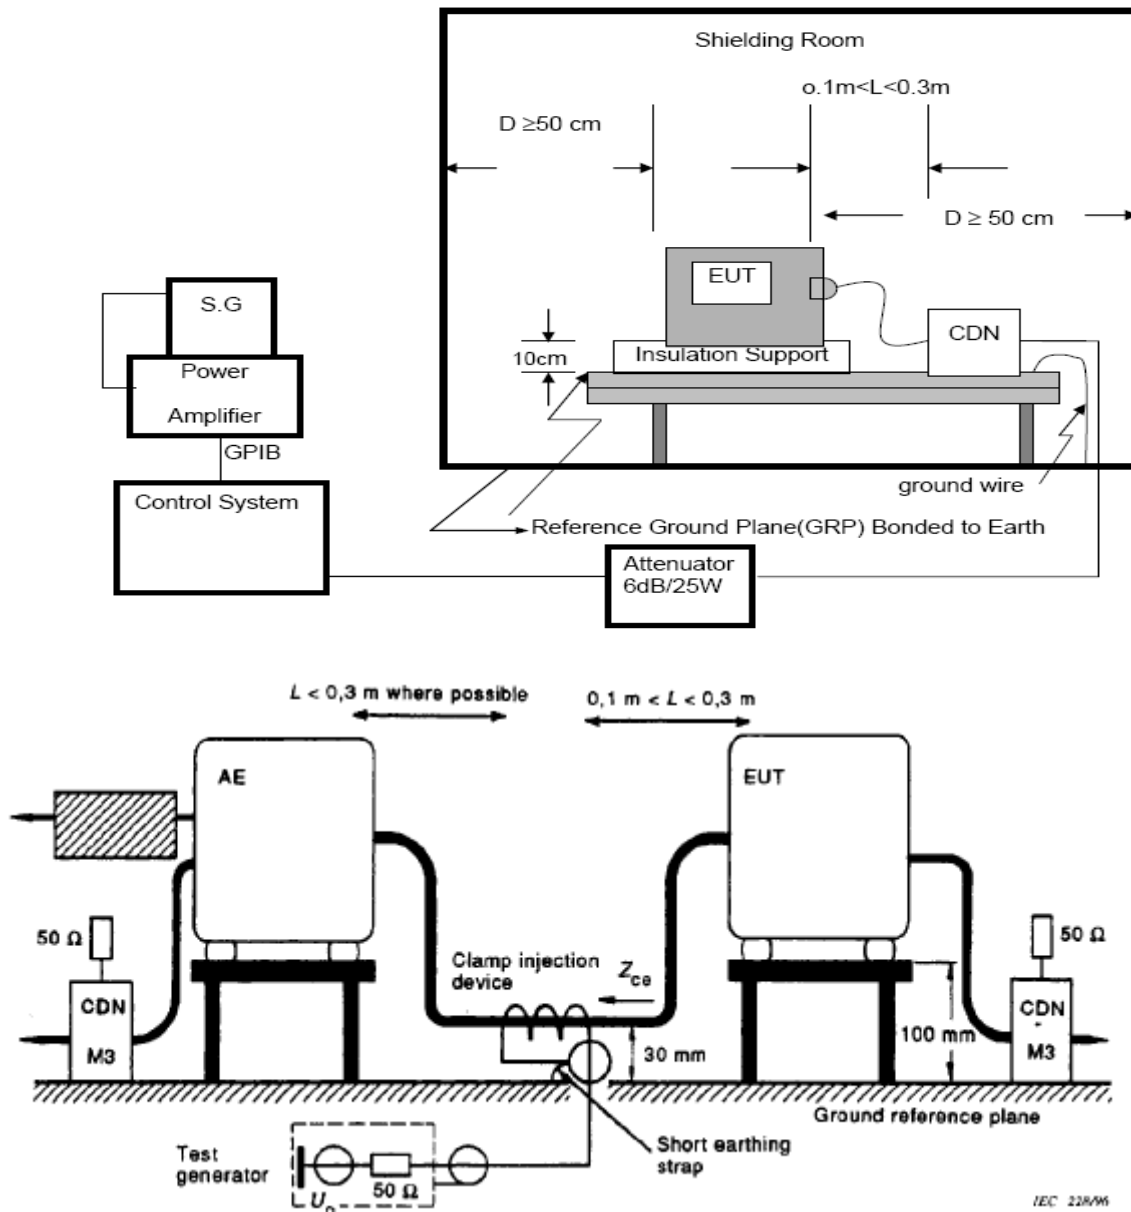 Shielding Room
o.1m<L<0.3m
D ≥50 cm
D ≥ 50 cm
EUT
S.G
CDN
10cm
Insulation Support
Power
Amplifier
GPIB
Control System
ground wire
Reference Ground Plane(GRP) Bonded to Earth
Attenuator
6dB/25W
L < 0,3 m where possible
0,1 m < L < 0,3 m
AE
EUT
50 Ω
50 Ω
Clamp injection
device
Zce
CDN
M3
CDN
M3
100 mm
30 mm
Ground reference plane
Test
generator
Short earthing
strap
50 Ω
Uo
IEC 228/96